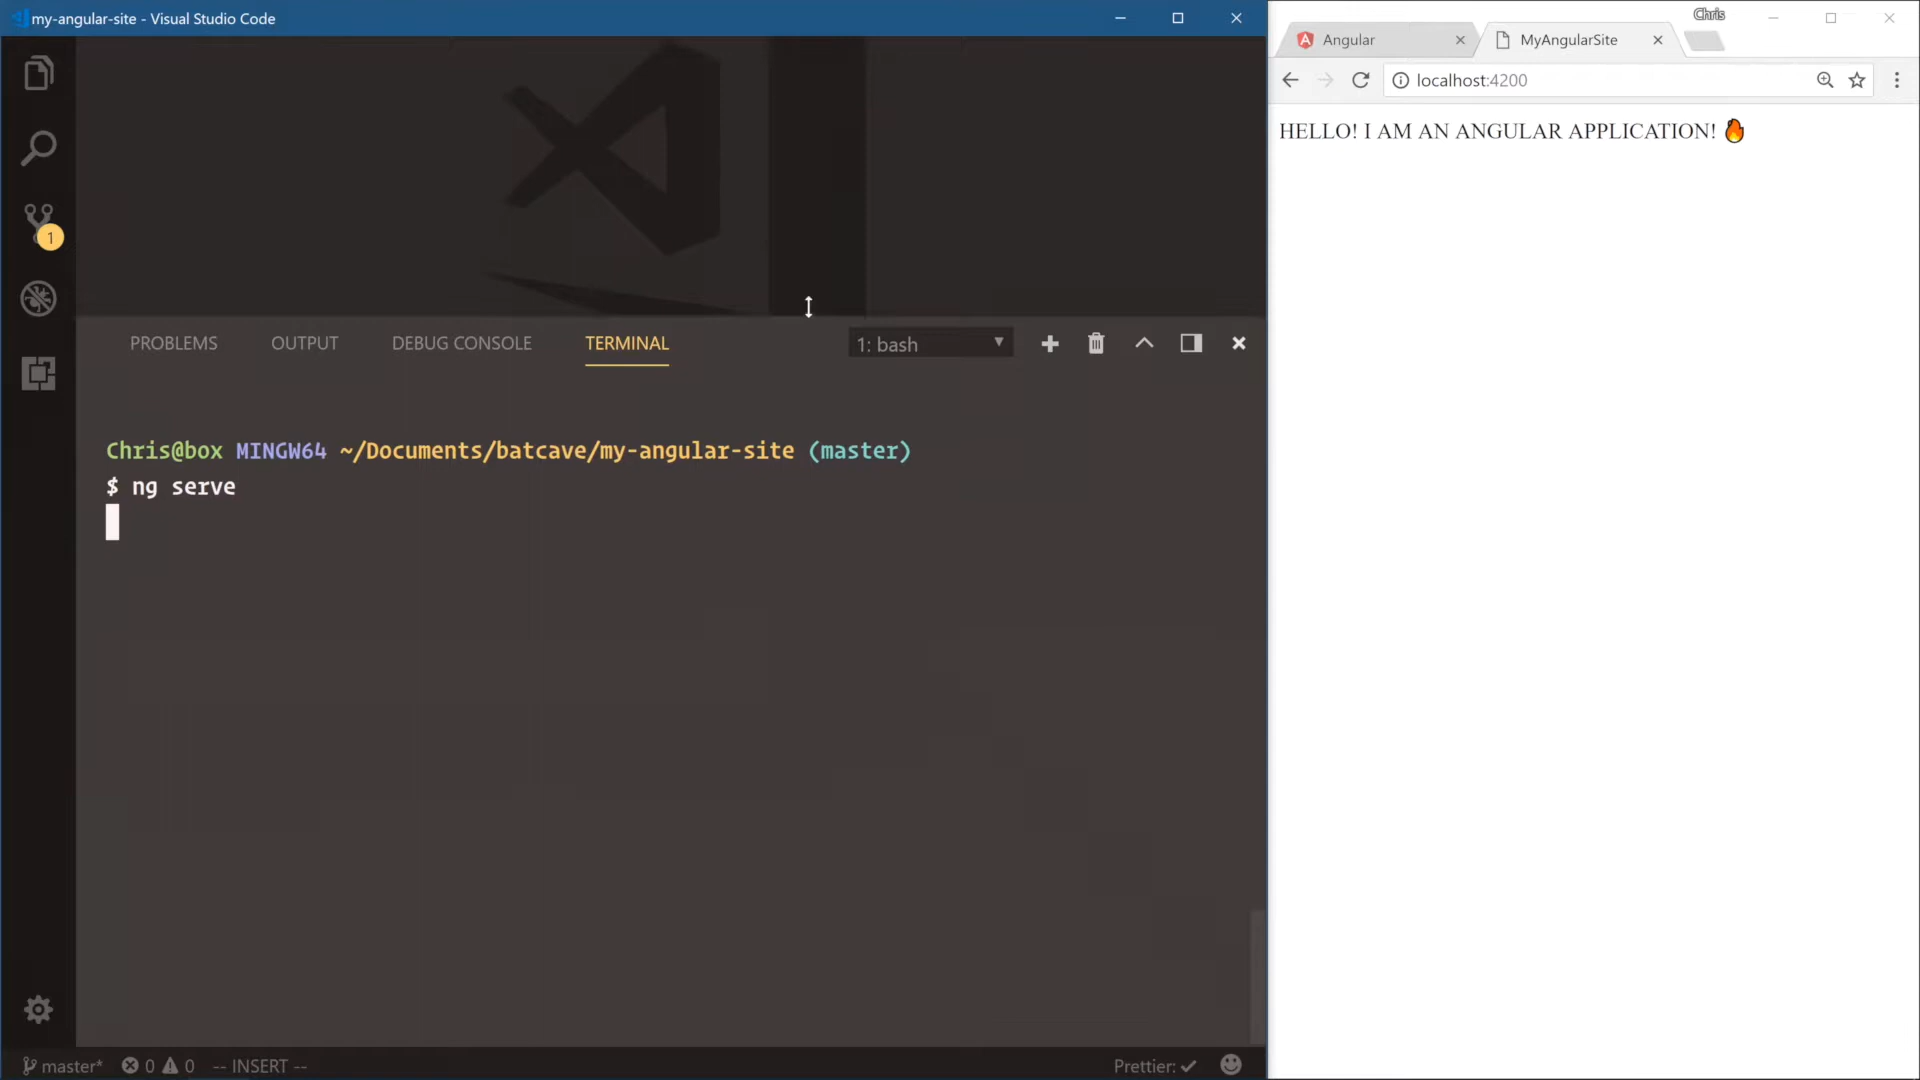 my-angular-site - Visual Studio Code
1
PROBLEMS OUTPUT DEBUG CONSOLE TERMINAL 1: bash
Chris@box MINGW64 ~/Documents/batcave/my-angular-site (master)
$ ng serve
master* 0 0 -- INSERT -- Prettier: ✓
Chris
Angular MyAngularSite
localhost:4200
HELLO! I AM AN ANGULAR APPLICATION! 🔥